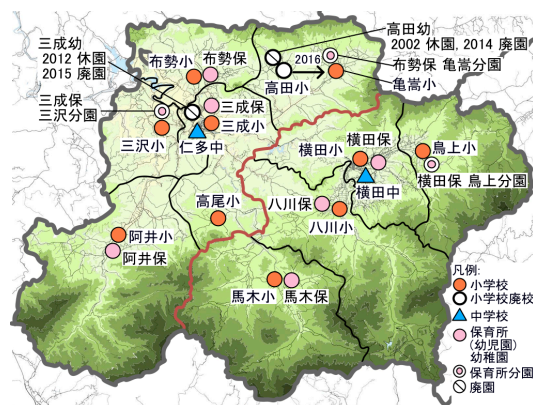 三成幼
2012 休園
2015 廃園
布勢小
布勢保
高田幼
2002 休園, 2014 廃園
布勢保 亀嵩分園
2016
高田小
亀嵩小
三成保
三沢分園
三成保
三成小
三沢小
仁多中
横田小
横田保
鳥上小
横田保 鳥上分園
横田中
高尾小
八川保
八川小
阿井小
阿井保
馬木小
馬木保
凡例:
小学校
小学校廃校
中学校
保育所
(幼児園)
幼稚園
保育所分園
廃園